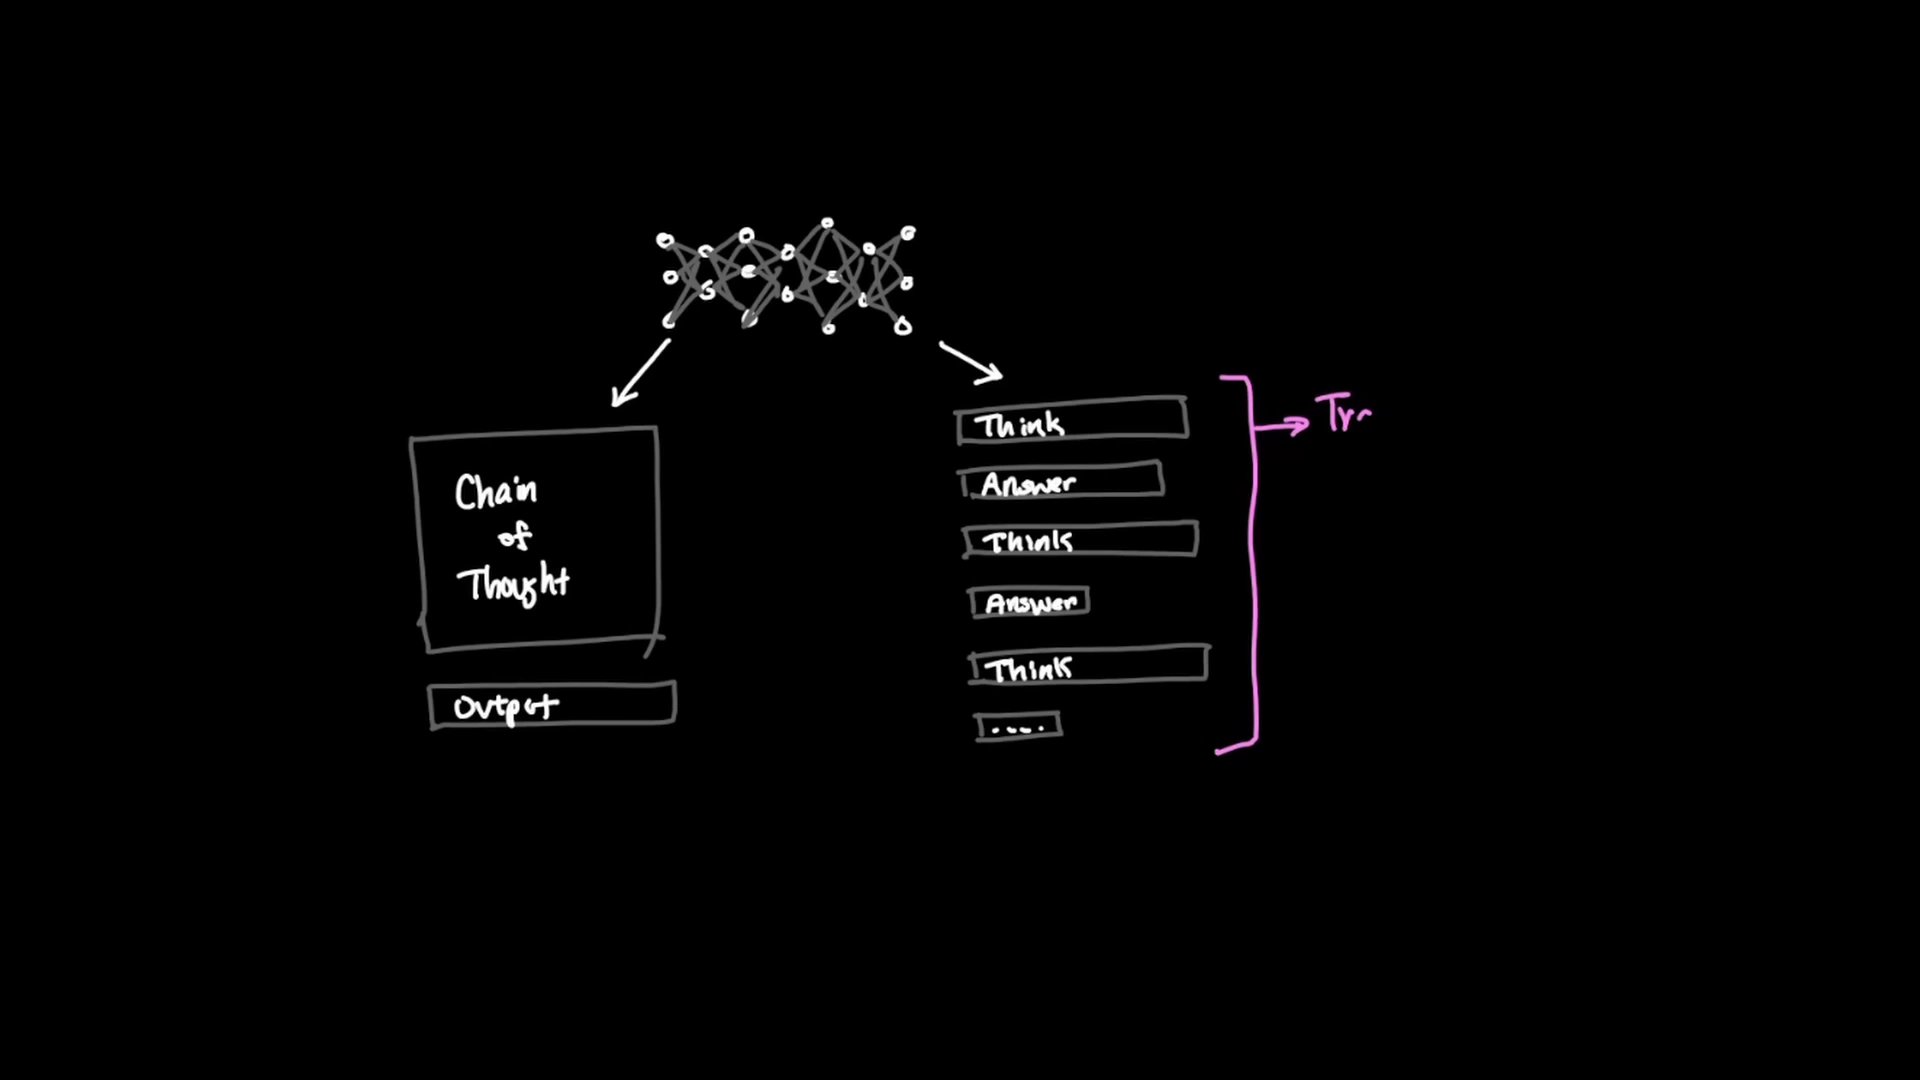 Chain
of
Thought
Output
Think
Answer
Think
Answer
Think
....